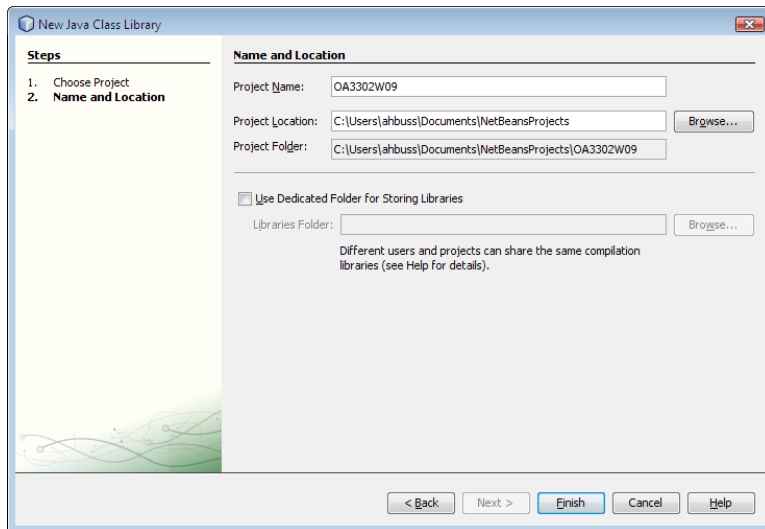 New Java Class Library
Steps
1. Choose Project
2. Name and Location
Name and Location
Project Name: OA3302W09
Project Location: C:\Users\ahbuss\Documents\NetBeansProjects Browse...
Project Folder: C:\Users\ahbuss\Documents\NetBeansProjects\OA3302W09
Use Dedicated Folder for Storing Libraries
Libraries Folder: Browse...
Different users and projects can share the same compilation
libraries (see Help for details).
< Back Next > Finish Cancel Help